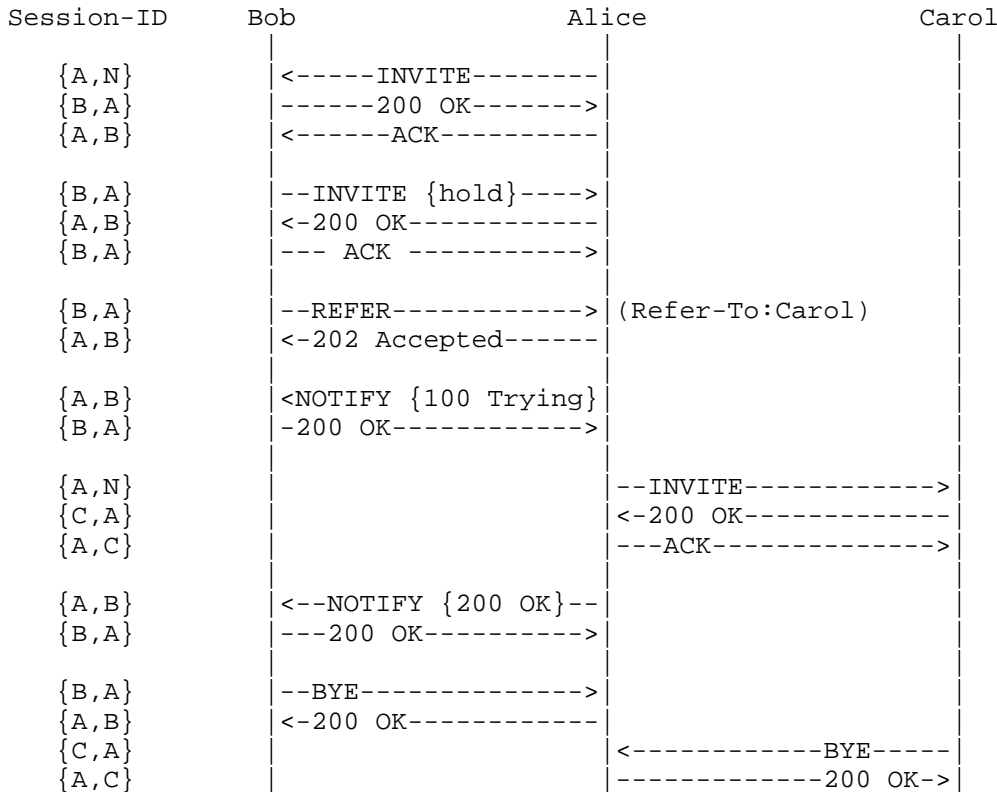 Session-ID     Bob                 Alice                Carol
               |                    |                     |
   {A,N}       |<-----INVITE--------|                     |
   {B,A}       |------200 OK------->|                     |
   {A,B}       |<------ACK----------|                     |
               |                    |                     |
   {B,A}       |--INVITE {hold}---->|                     |
   {A,B}       |<-200 OK------------|                     |
   {B,A}       |--- ACK ----------->|                     |
               |                    |                     |
   {B,A}       |--REFER------------>|(Refer-To:Carol)     |
   {A,B}       |<-202 Accepted------|                     |
               |                    |                     |
   {A,B}       |<NOTIFY {100 Trying}|                     |
   {B,A}       |-200 OK------------>|                     |
               |                    |                     |
   {A,N}       |                    |--INVITE------------>|
   {C,A}       |                    |<-200 OK-------------|
   {A,C}       |                    |---ACK-------------->|
               |                    |                     |
   {A,B}       |<--NOTIFY {200 OK}--|                     |
   {B,A}       |---200 OK---------->|                     |
               |                    |                     |
   {B,A}       |--BYE-------------->|                     |
   {A,B}       |<-200 OK------------|                     |
   {C,A}       |                    |<------------BYE-----|
   {A,C}       |                    |-------------200 OK->|